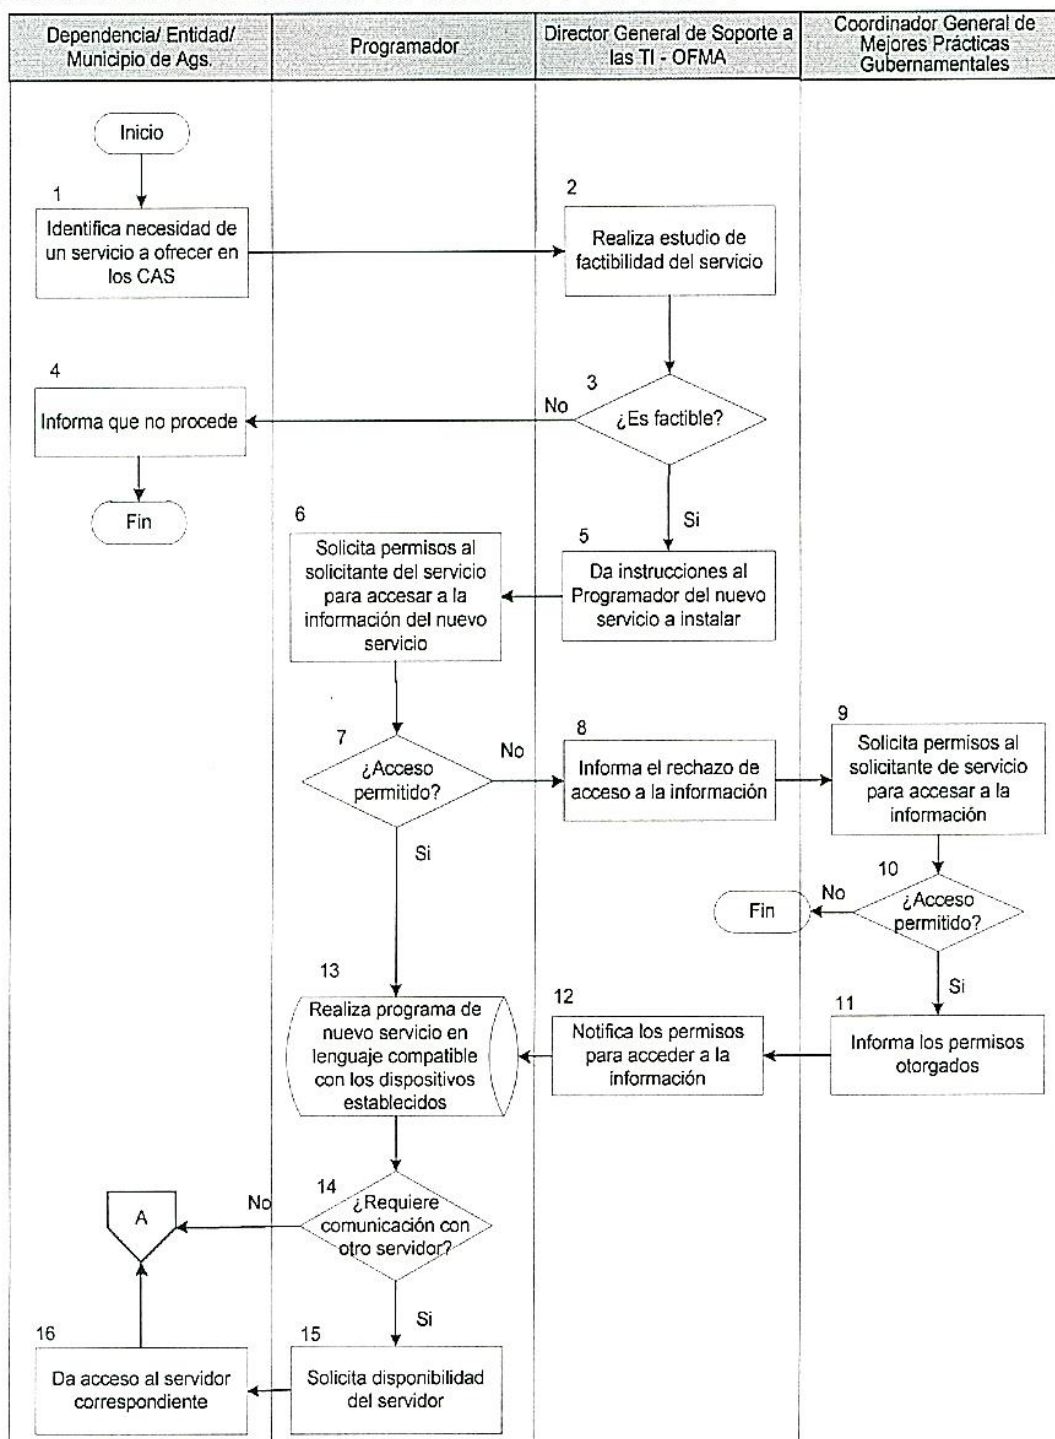 Dependencia/ Entidad/
Municipio de Ags.
Programador
Director General de Soporte a
las TI - OFMA
Coordinador General de
Mejores Prácticas
Gubernamentales
Inicio
1
Identifica necesidad de
un servicio a ofrecer en
los CAS
2
Realiza estudio de
factibilidad del servicio
3
¿Es factible?
No
4
Informa que no procede
Fin
Si
5
Da instrucciones al
Programador del nuevo
servicio a instalar
6
Solicita permisos al
solicitante del servicio
para accesar a la
información del nuevo
servicio
7
¿Acceso
permitido?
No
8
Informa el rechazo de
acceso a la información
9
Solicita permisos al
solicitante de servicio
para accesar a la
información
Si
10
¿Acceso
permitido?
No
Fin
Si
11
Informa los permisos
otorgados
12
Notifica los permisos
para acceder a la
información
13
Realiza programa de
nuevo servicio en
lenguaje compatible
con los dispositivos
establecidos
14
¿Requiere
comunicación con
otro servidor?
No
A
Si
15
Solicita disponibilidad
del servidor
16
Da acceso al servidor
correspondiente